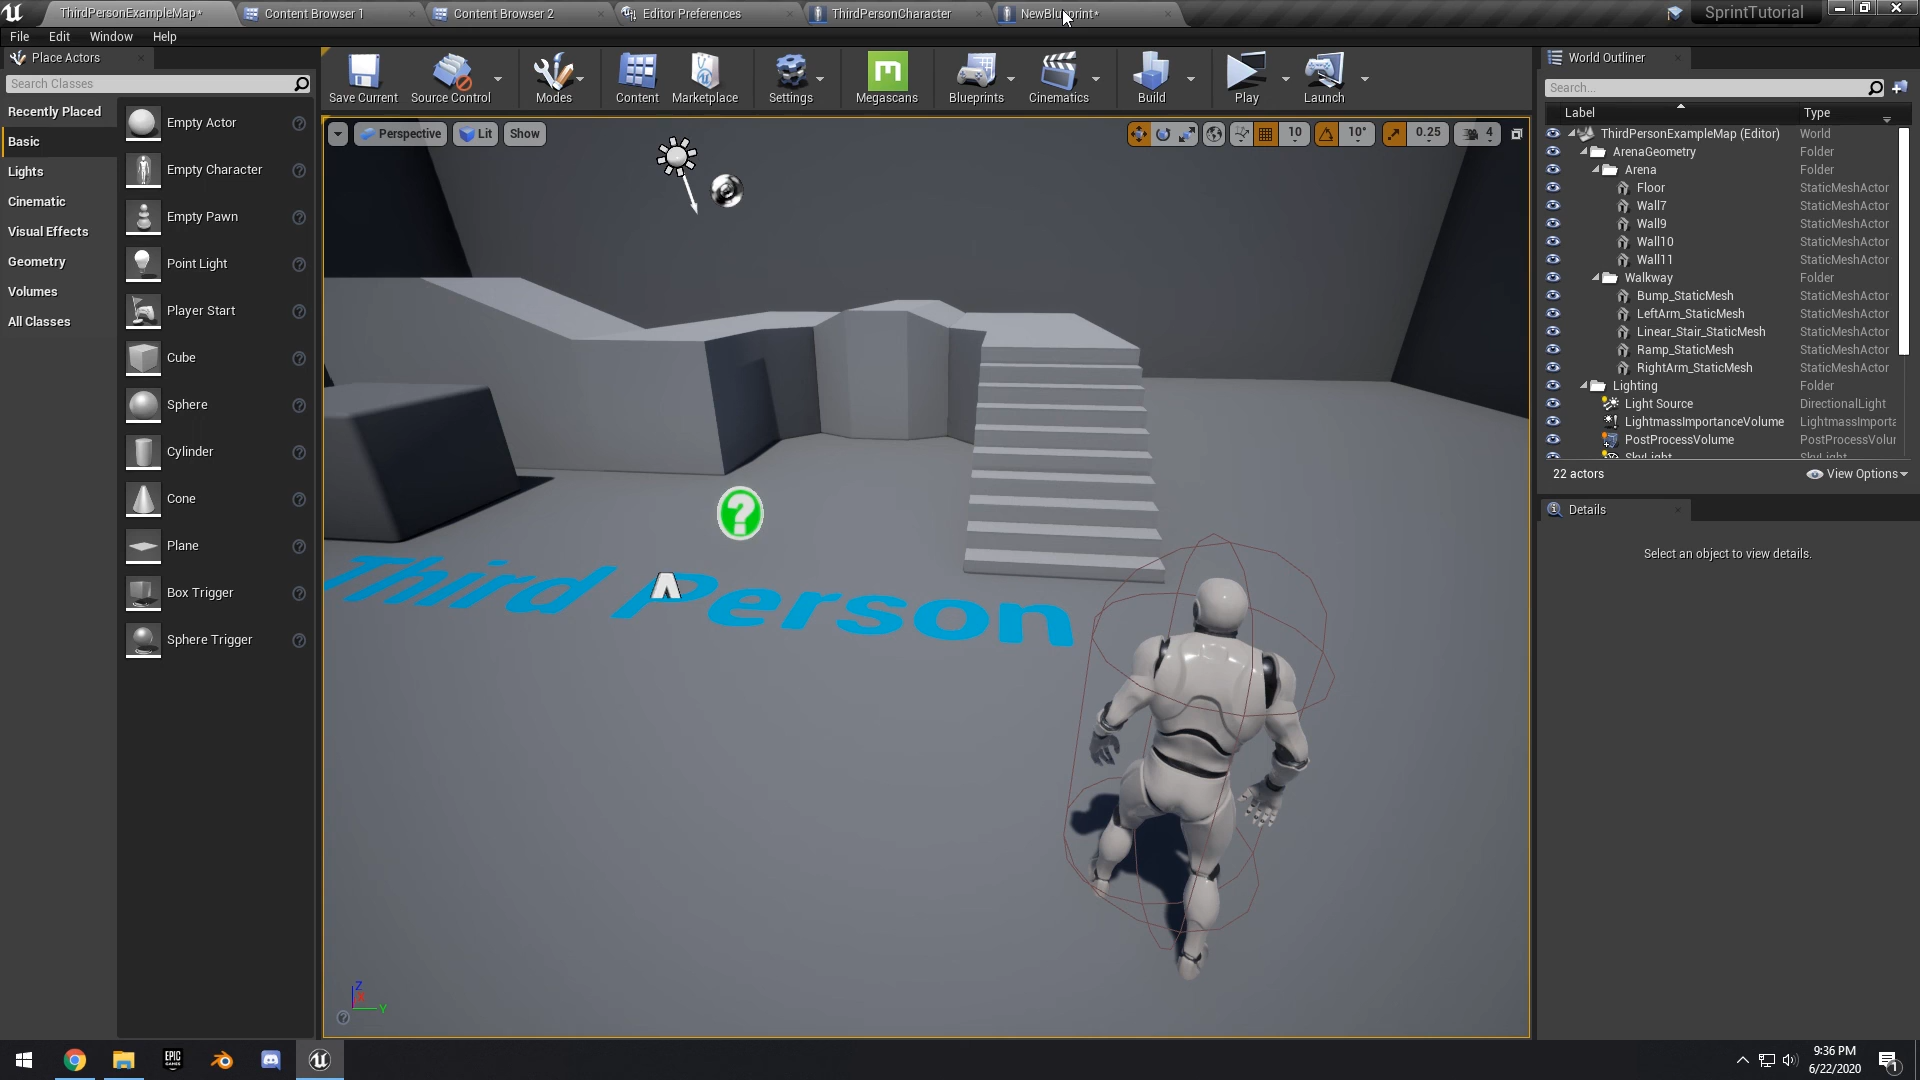 ThirdPersonExampleMap*
Content Browser 1
Content Browser 2
Editor Preferences
ThirdPersonCharacter
NewBlueprint*
SprintTutorial
File Edit Window Help
Place Actors
Search Classes
Recently Placed
Basic
Lights
Cinematic
Visual Effects
Geometry
Volumes
All Classes
Empty Actor
Empty Character
Empty Pawn
Point Light
Player Start
Cube
Sphere
Cylinder
Cone
Plane
Box Trigger
Sphere Trigger
Save Current
Source Control
Modes
Content
Marketplace
Settings
Megascans
Blueprints
Cinematics
Build
Play
Launch
Perspective
Lit
Show
10
10°
0.25
4
Third Person
Z
Y
World Outliner
Search...
Label Type
ThirdPersonExampleMap (Editor) World
ArenaGeometry Folder
Arena Folder
Floor StaticMeshActor
Wall7 StaticMeshActor
Wall9 StaticMeshActor
Wall10 StaticMeshActor
Wall11 StaticMeshActor
Walkway Folder
Bump_StaticMesh StaticMeshActor
LeftArm_StaticMesh StaticMeshActor
Linear_Stair_StaticMesh StaticMeshActor
Ramp_StaticMesh StaticMeshActor
RightArm_StaticMesh StaticMeshActor
Lighting Folder
Light Source DirectionalLight
LightmassImportanceVolume LightmassImporta
PostProcessVolume PostProcessVolur
SkyLight
22 actors
View Options
Details
Select an object to view details.
EPIC
GAMES
9:36 PM
6/22/2020
1